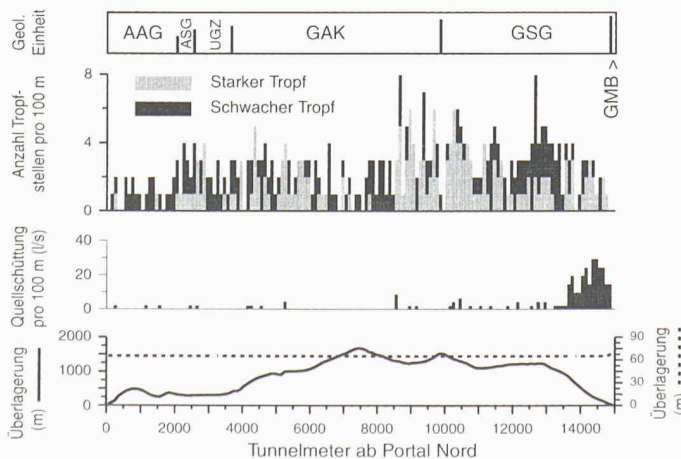 Geol.
Einheit
AAG
ASG
UGZ
GAK
GSG
GMB >
Anzahl Tropf-
stellen pro 100 m
8
4
0
Starker Tropf
Schwacher Tropf
Quellschüttung
pro 100 m (l/s)
40
20
0
Überlagerung
(m)
2000
1000
0
90
60
30
0
Überlagerung
(m)
0 2000 4000 6000 8000 10000 12000 14000
Tunnelmeter ab Portal Nord